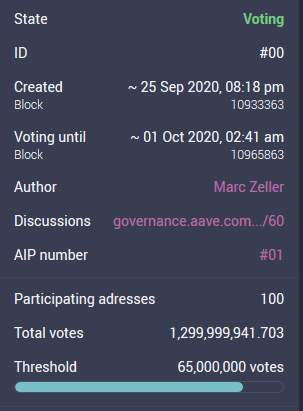 State Voting
ID #00
Created ~ 25 Sep 2020, 08:18 pm
Block 10933363
Voting until ~ 01 Oct 2020, 02:41 am
Block 10965863
Author Marc Zeller
Discussions governance.aave.com.../60
AIP number #01
Participating adresses 100
Total votes 1,299,999,941.703
Threshold 65,000,000 votes